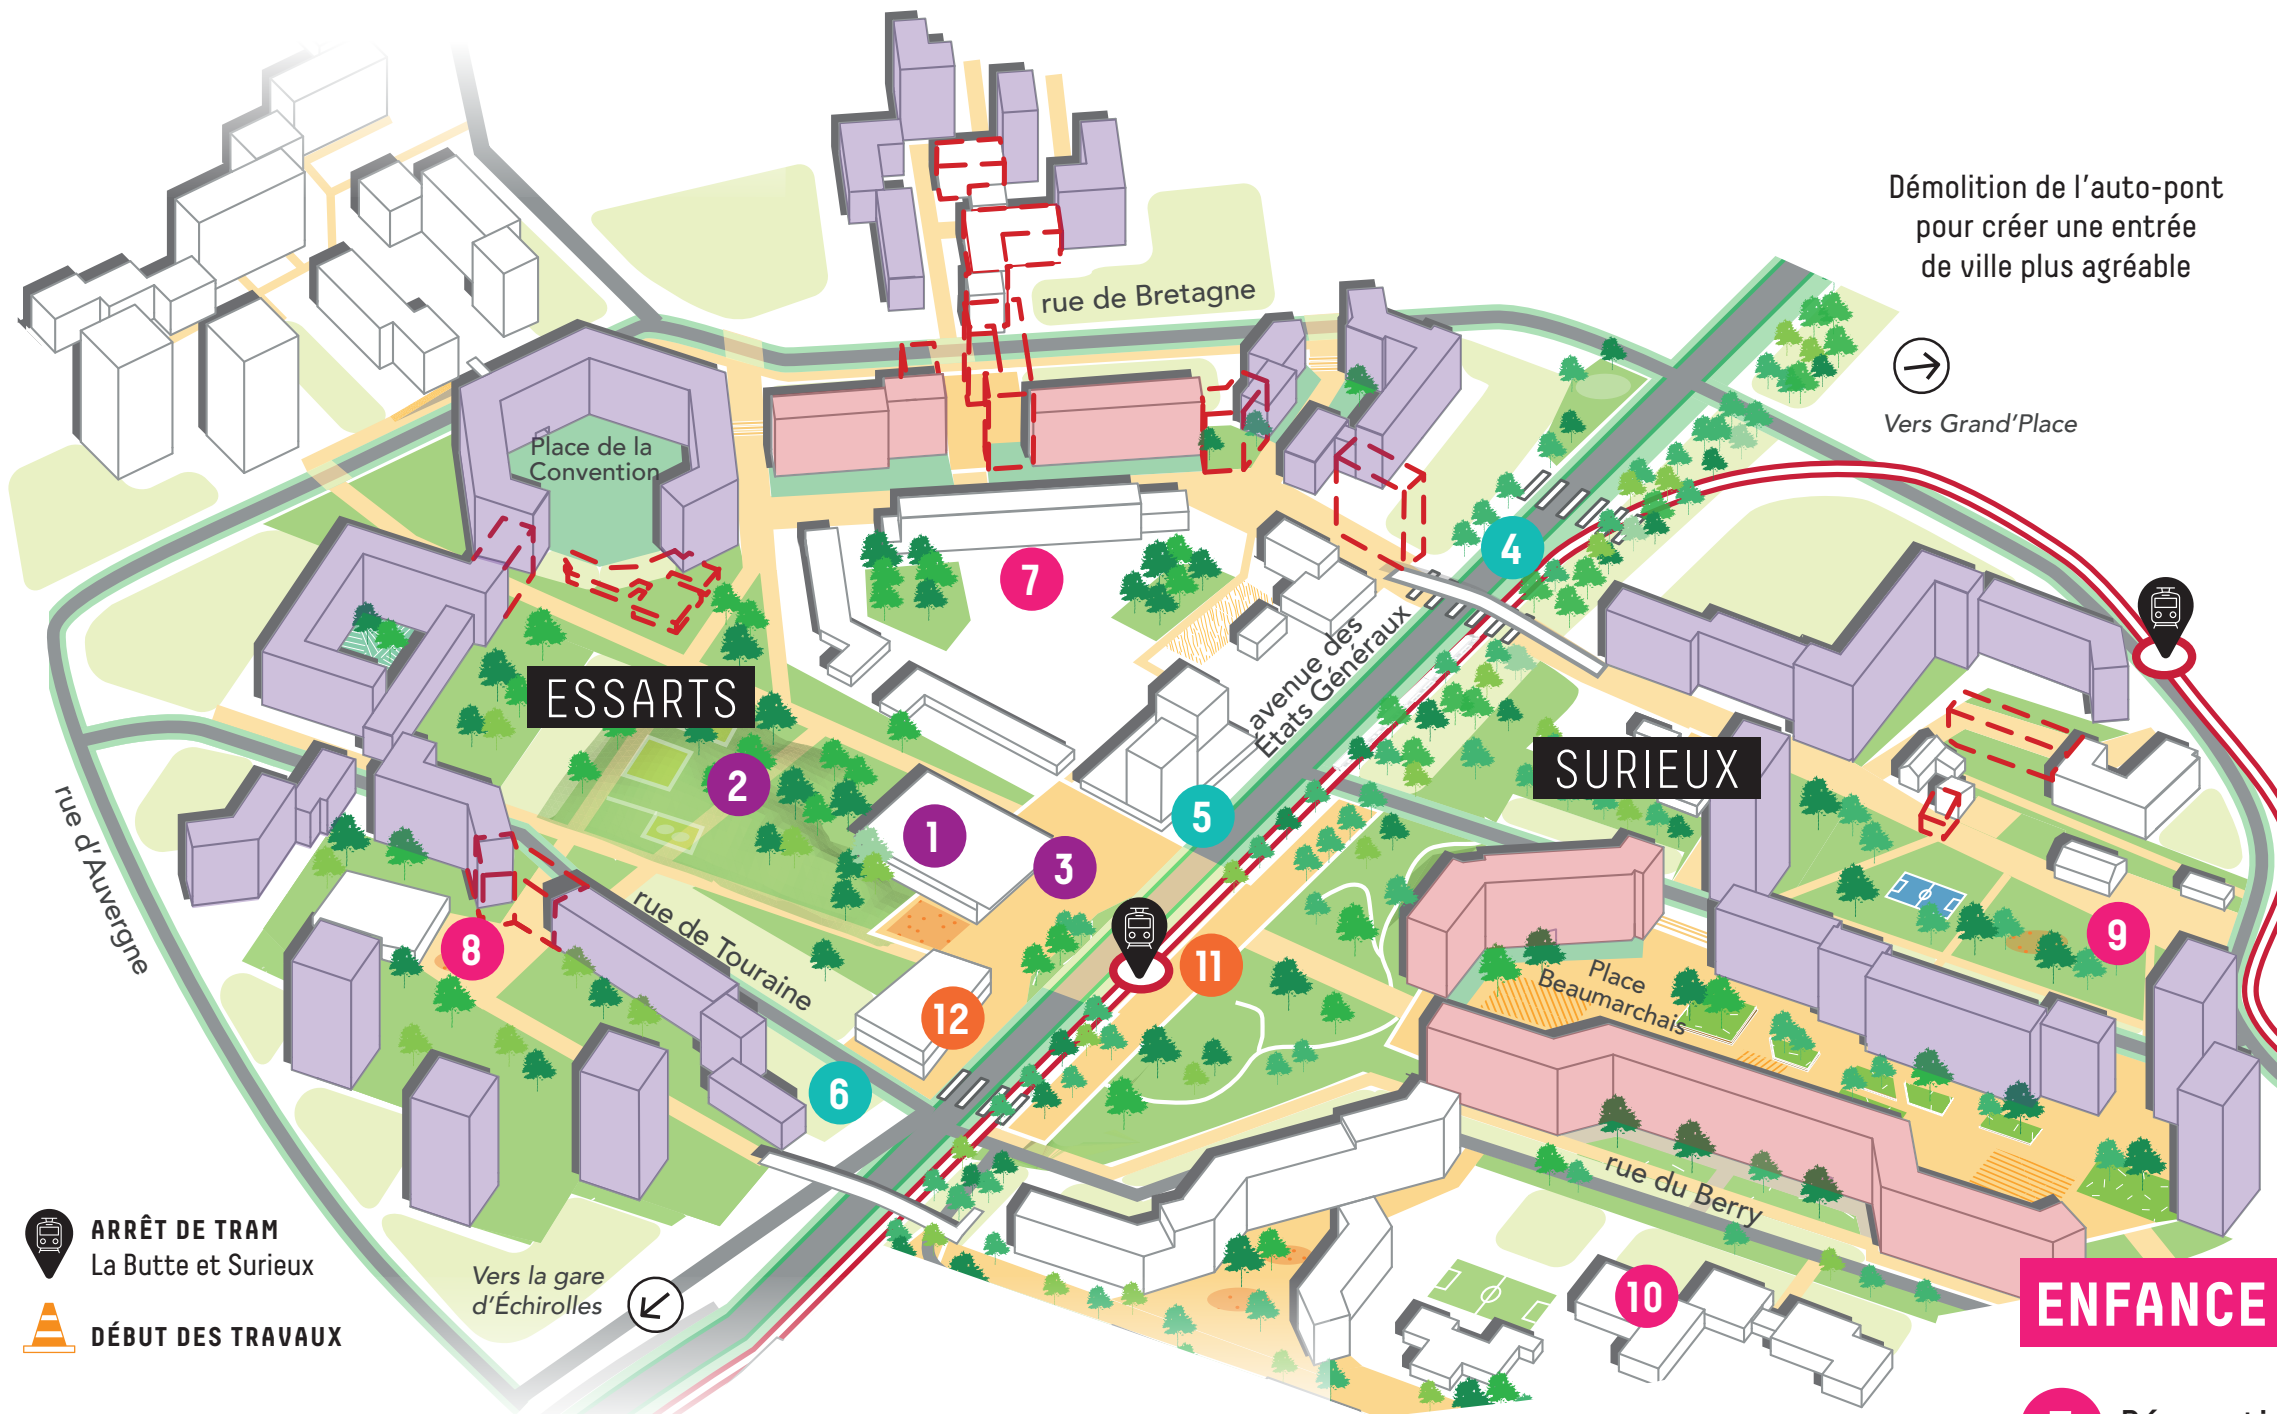 Démolition de l'auto-pont
pour créer une entrée
de ville plus agréable
Vers Grand'Place
rue de Bretagne
Place de la
Convention
7
4
avenue des
États Généraux
ESSARTS
SURIEUX
2
1
3
5
rue d'Auvergne
rue de Touraine
8
9
11
12
Place
Beaumarchais
6
rue du Berry
10
ARRÊT DE TRAM
La Butte et Surieux
DÉBUT DES TRAVAUX
Vers la gare
d'Échirolles
ENFANCE